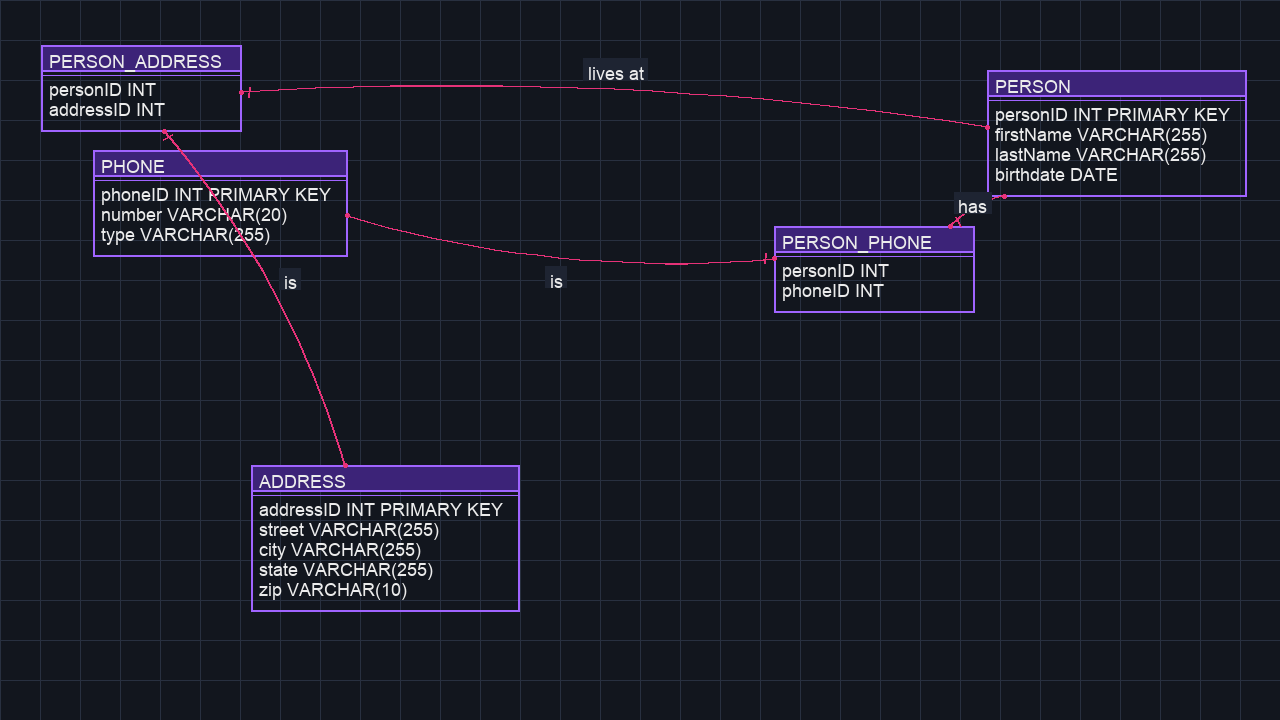 PERSON_ADDRESS
personID INT
addressID INT
lives at
PERSON
personID INT PRIMARY KEY
firstName VARCHAR(255)
lastName VARCHAR(255)
birthdate DATE
PHONE
phoneID INT PRIMARY KEY
number VARCHAR(20)
type VARCHAR(255)
has
PERSON_PHONE
personID INT
phoneID INT
is
is
ADDRESS
addressID INT PRIMARY KEY
street VARCHAR(255)
city VARCHAR(255)
state VARCHAR(255)
zip VARCHAR(10)